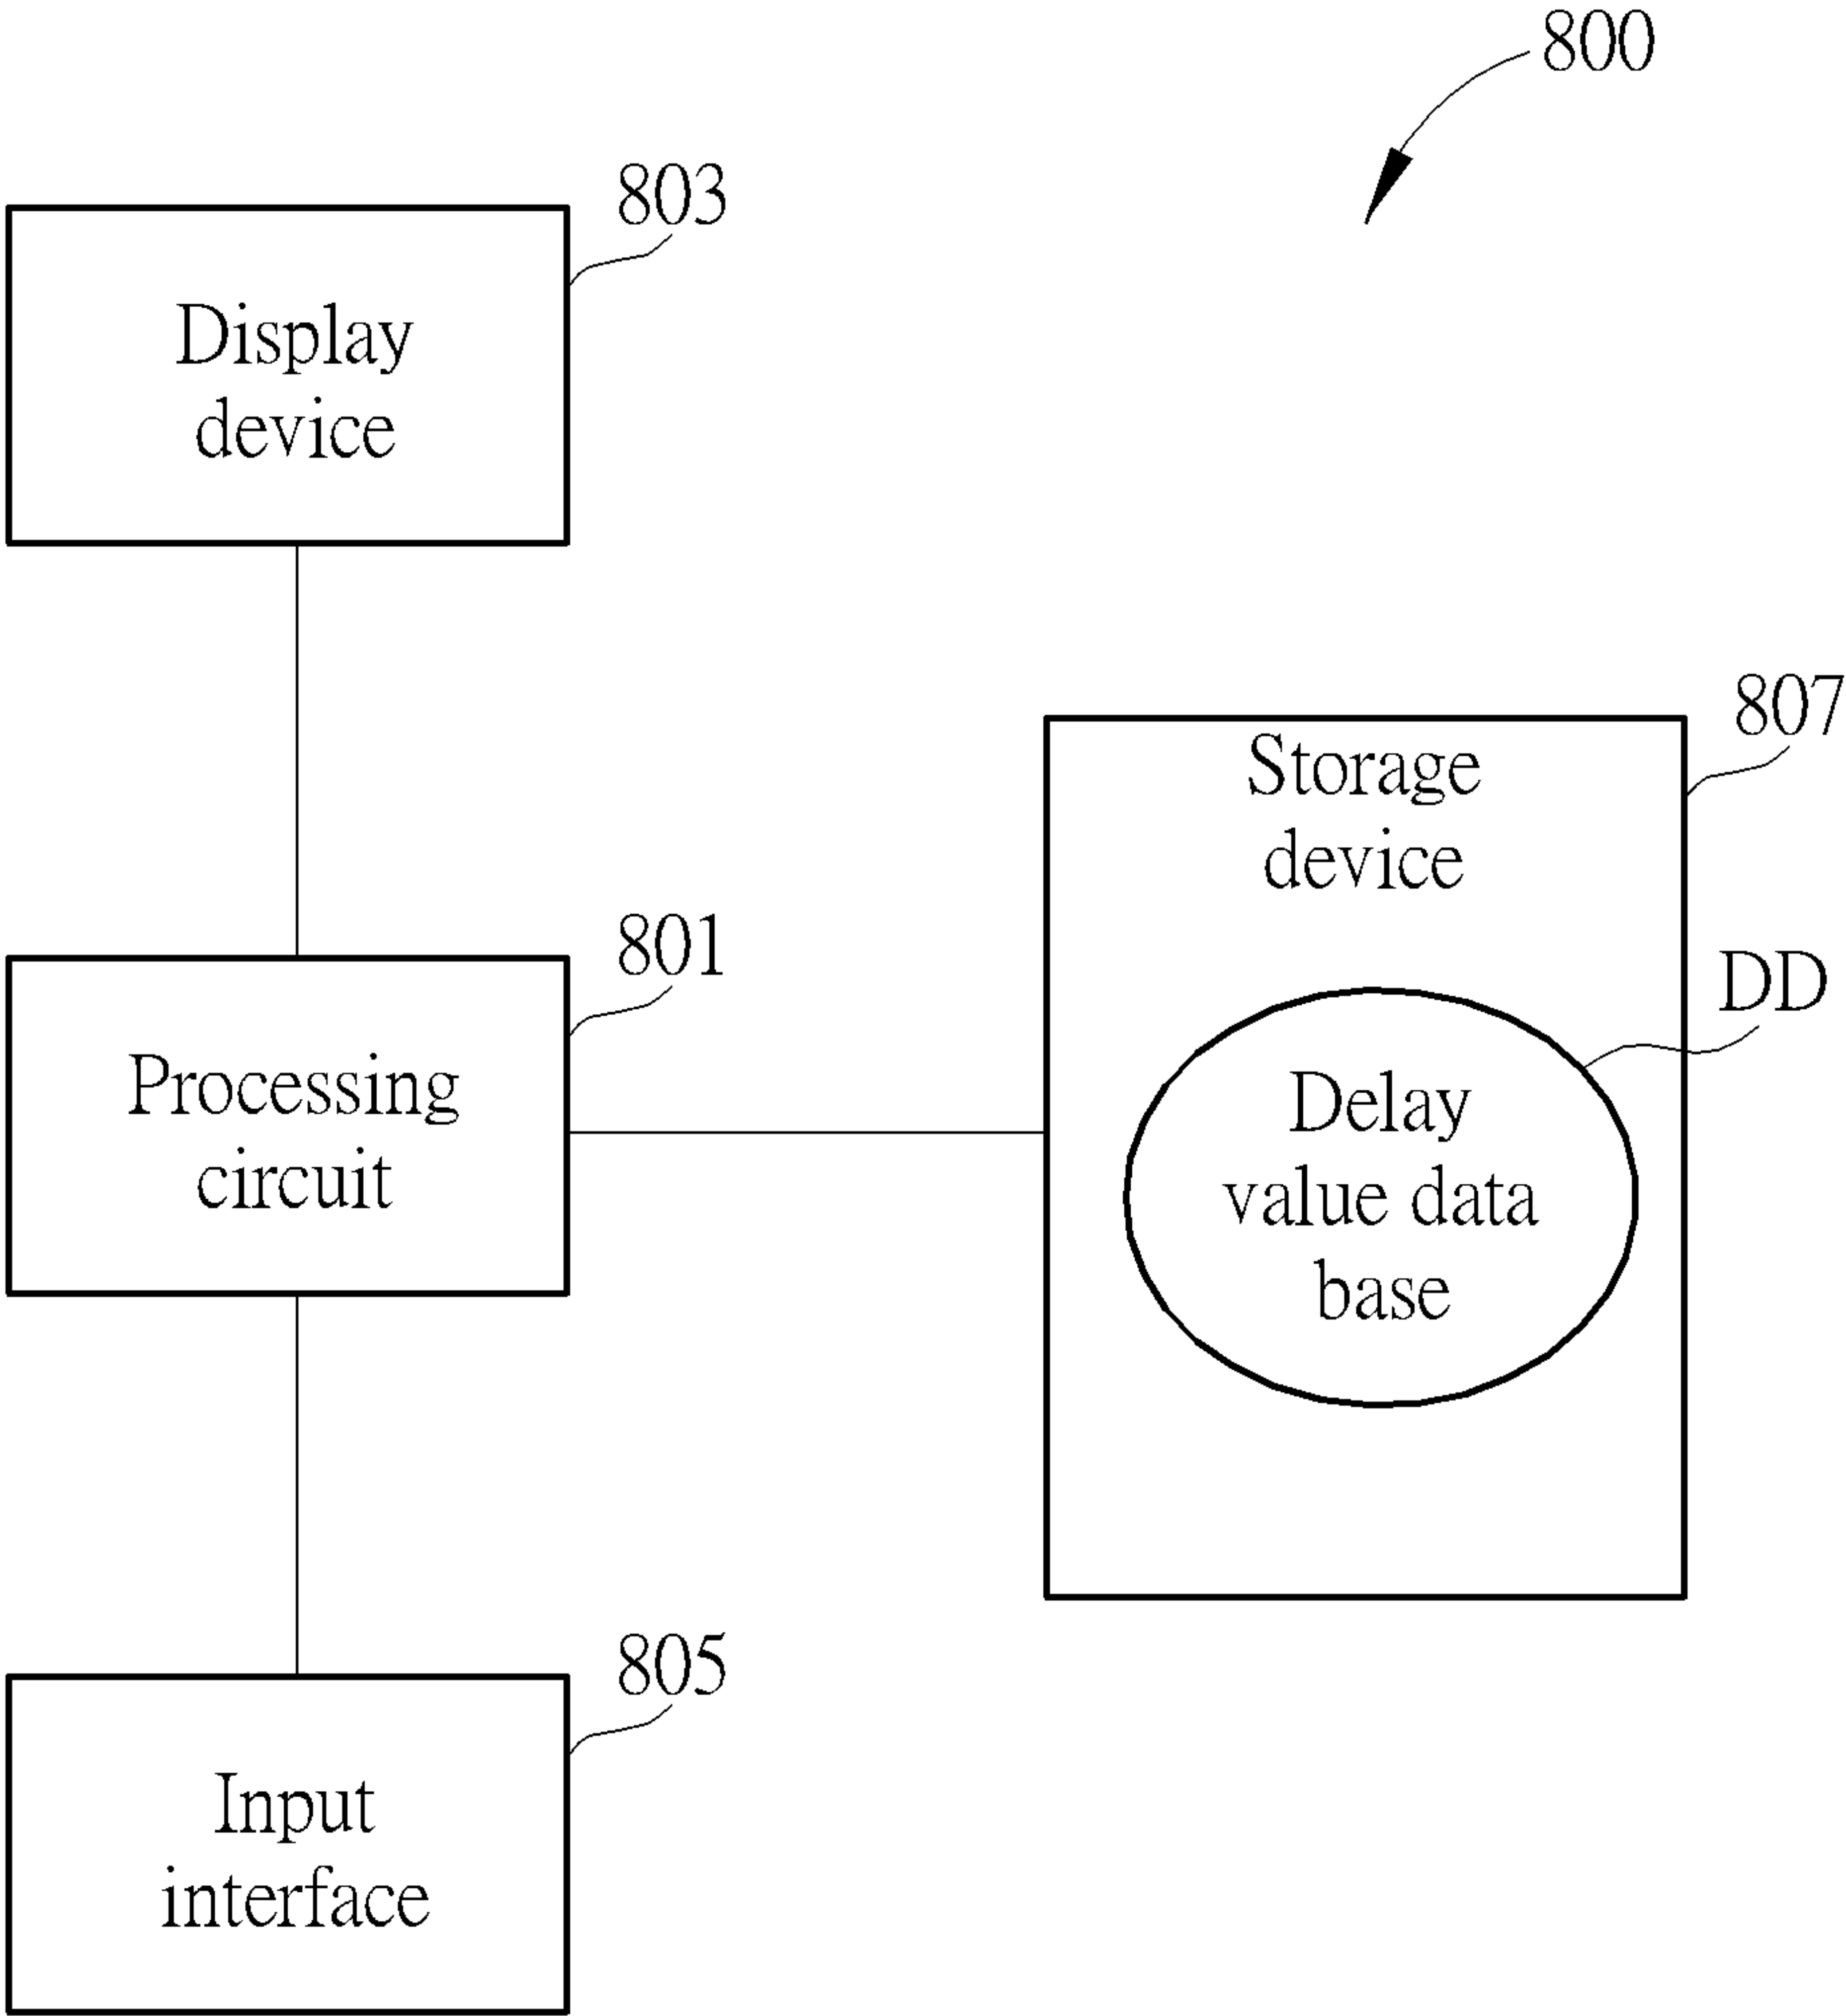 800
803
Display
device
807
Storage
device
801
DD
Processing
circuit
Delay
value data
base
805
Input
interface